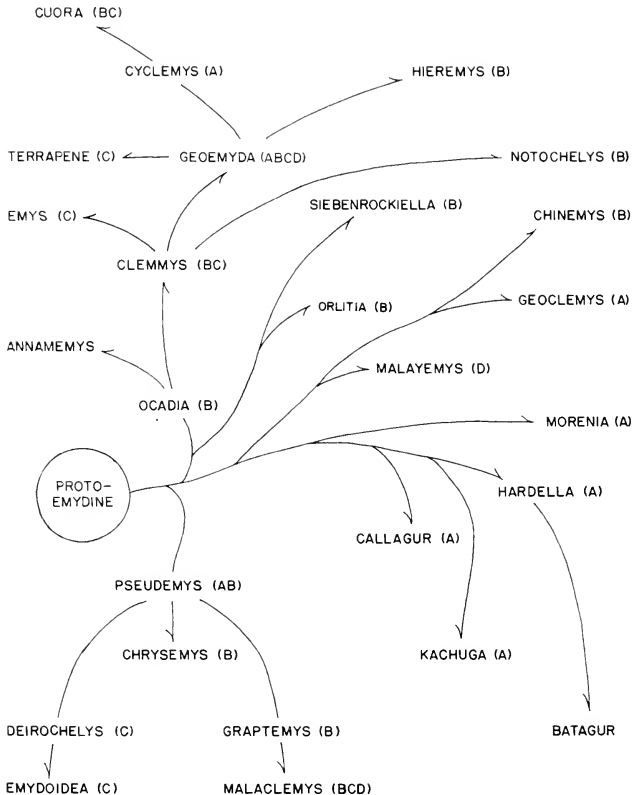 CUORA (BC)
CYCLEMYS (A)
HIEREMYS (B)
TERRAPENE (C)
GEOEMYDA (ABCD)
NOTOCHELYS (B)
SIEBENROCKIELLA (B)
EMYS (C)
CHINEMYS (B)
CLEMMYS (BC)
ORLITIA (B)
GEOCLEMYS (A)
ANNAMEMYS
MALAYEMYS (D)
OCADIA (B)
MORENIA (A)
PROTO-
EMYDINE
HARDELLA (A)
CALLAGUR (A)
PSEUDEMYS (AB)
CHRYSEMYS (B)
KACHUGA (A)
DEIROCHELYS (C)
GRAPTEMYS (B)
BATAGUR
EMYDOIDEA (C)
MALACLEMYS (BCD)